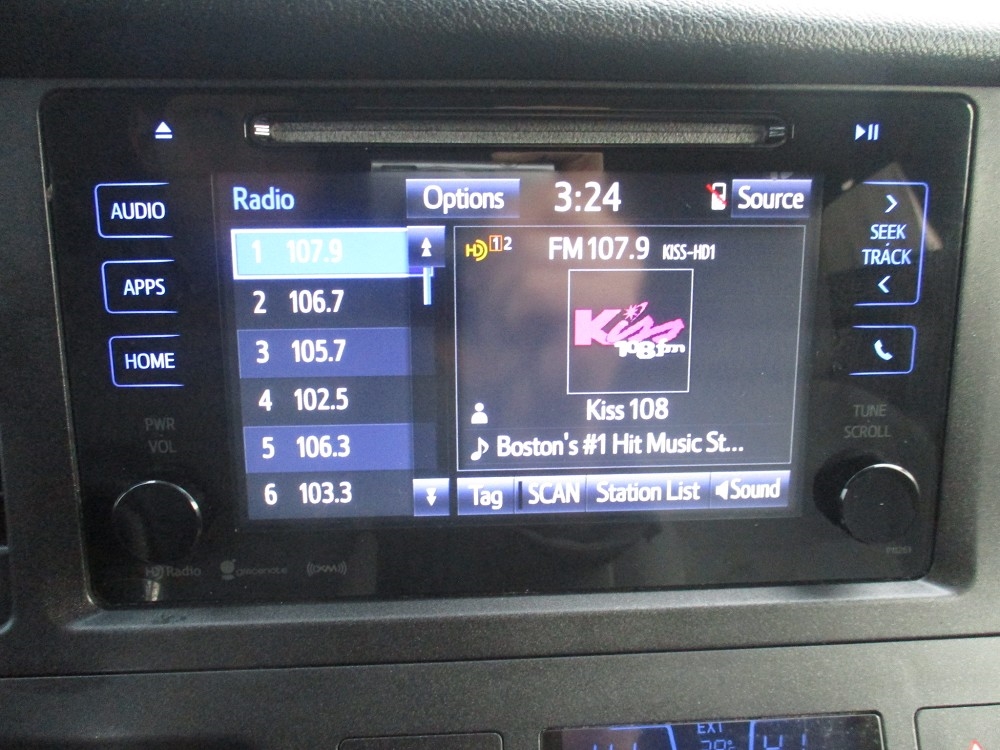 AUDIO
APPS
HOME
PWR
VOL
HD Radio
gracenote
((XM))
Radio
Options
3:24
Source
1 107.9
2 106.7
3 105.7
4 102.5
5 106.3
6 103.3
HD 1 2
FM 107.9 KISS-HD1
Kiss
108 fm
Kiss 108
Boston's #1 Hit Music St...
Tag
SCAN
Station List
Sound
SEEK
TRACK
TUNE
SCROLL
EXT